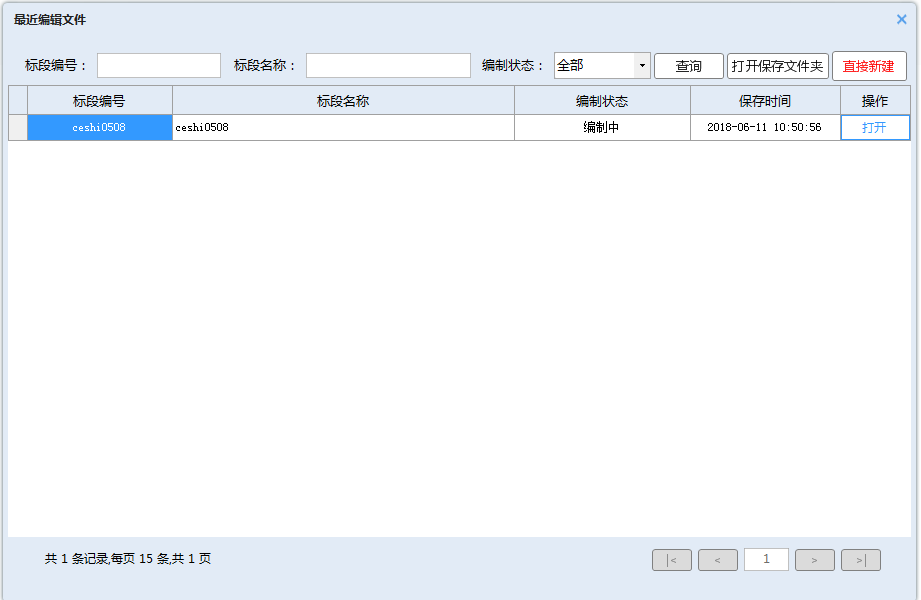 最近编辑文件
标段编号： 标段名称： 编制状态： 全部 查询 打开保存文件夹 直接新建
标段编号 标段名称 编制状态 保存时间 操作
ceshi0508 ceshi0508 编制中 2018-06-11 10:50:56 打开
共 1 条记录,每页 15 条,共 1 页 |< < 1 > >|